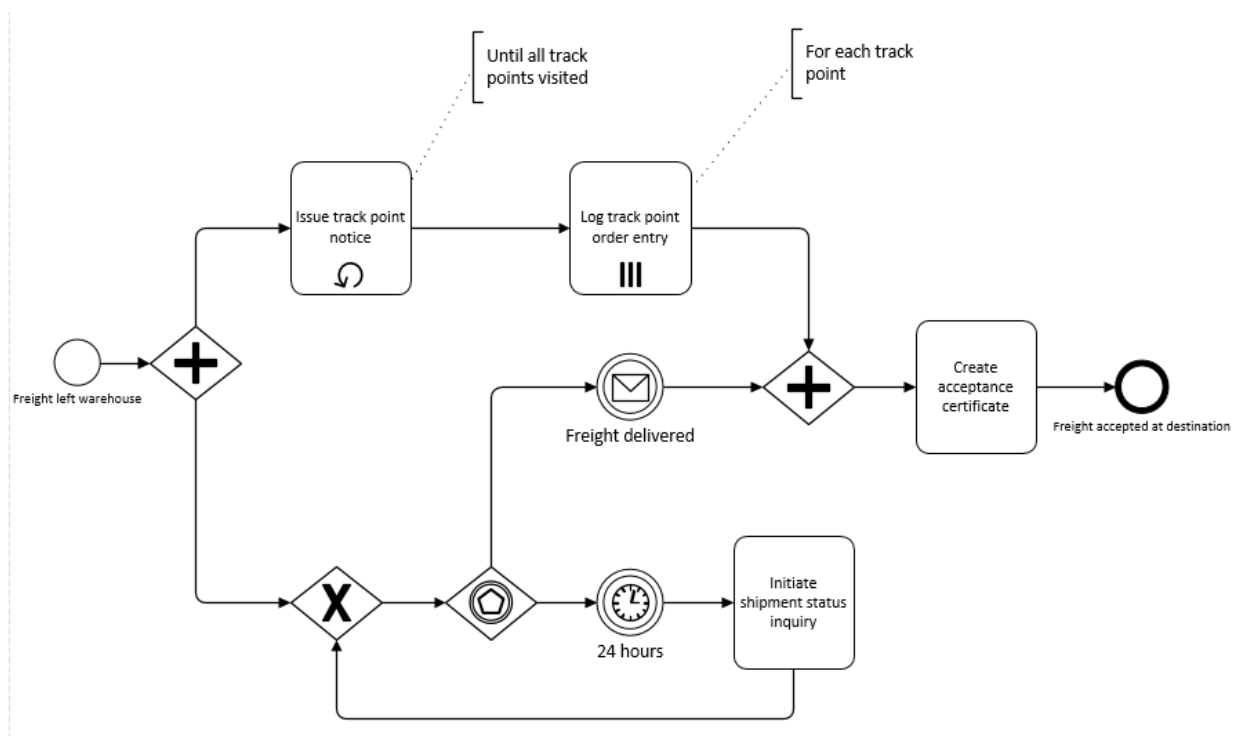 Until all track
points visited
For each track
point
Issue track point
notice
Log track point
order entry
Freight left warehouse
Freight delivered
Create
acceptance
certificate
Freight accepted at destination
X
24 hours
Initiate
shipment status
inquiry